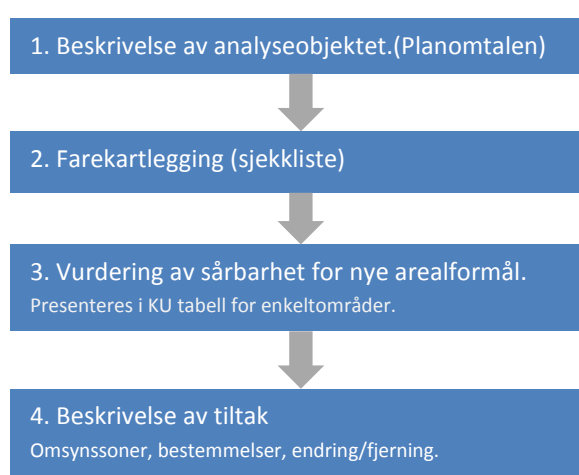 1. Beskrivelse av analyseobjektet.(Planomtalen)
2. Farekartlegging (sjekkliste)
3. Vurdering av sårbarhet for nye arealformål.
Presenteres i KU tabell for enkeltområder.
4. Beskrivelse av tiltak
Omsynssoner, bestemmelser, endring/fjerning.